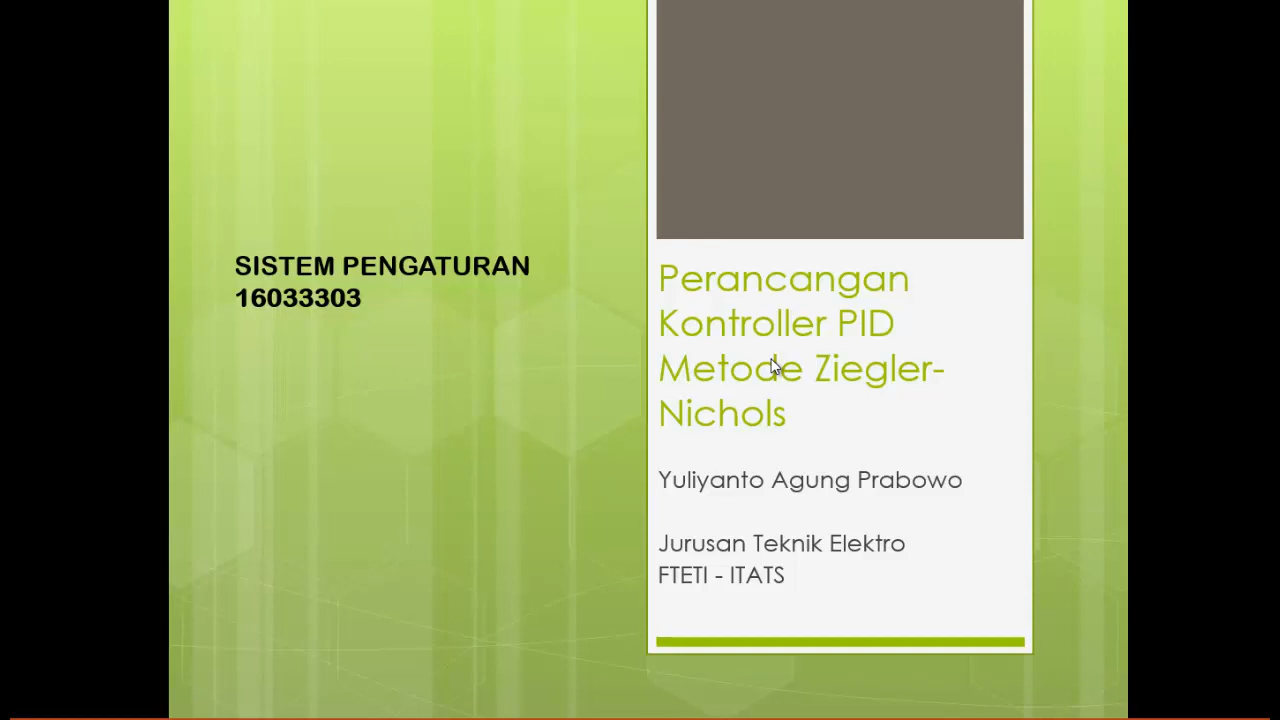 SISTEM PENGATURAN
16033303
Perancangan
Kontroller PID
Metode Ziegler-
Nichols
Yuliyanto Agung Prabowo
Jurusan Teknik Elektro
FTETI - ITATS